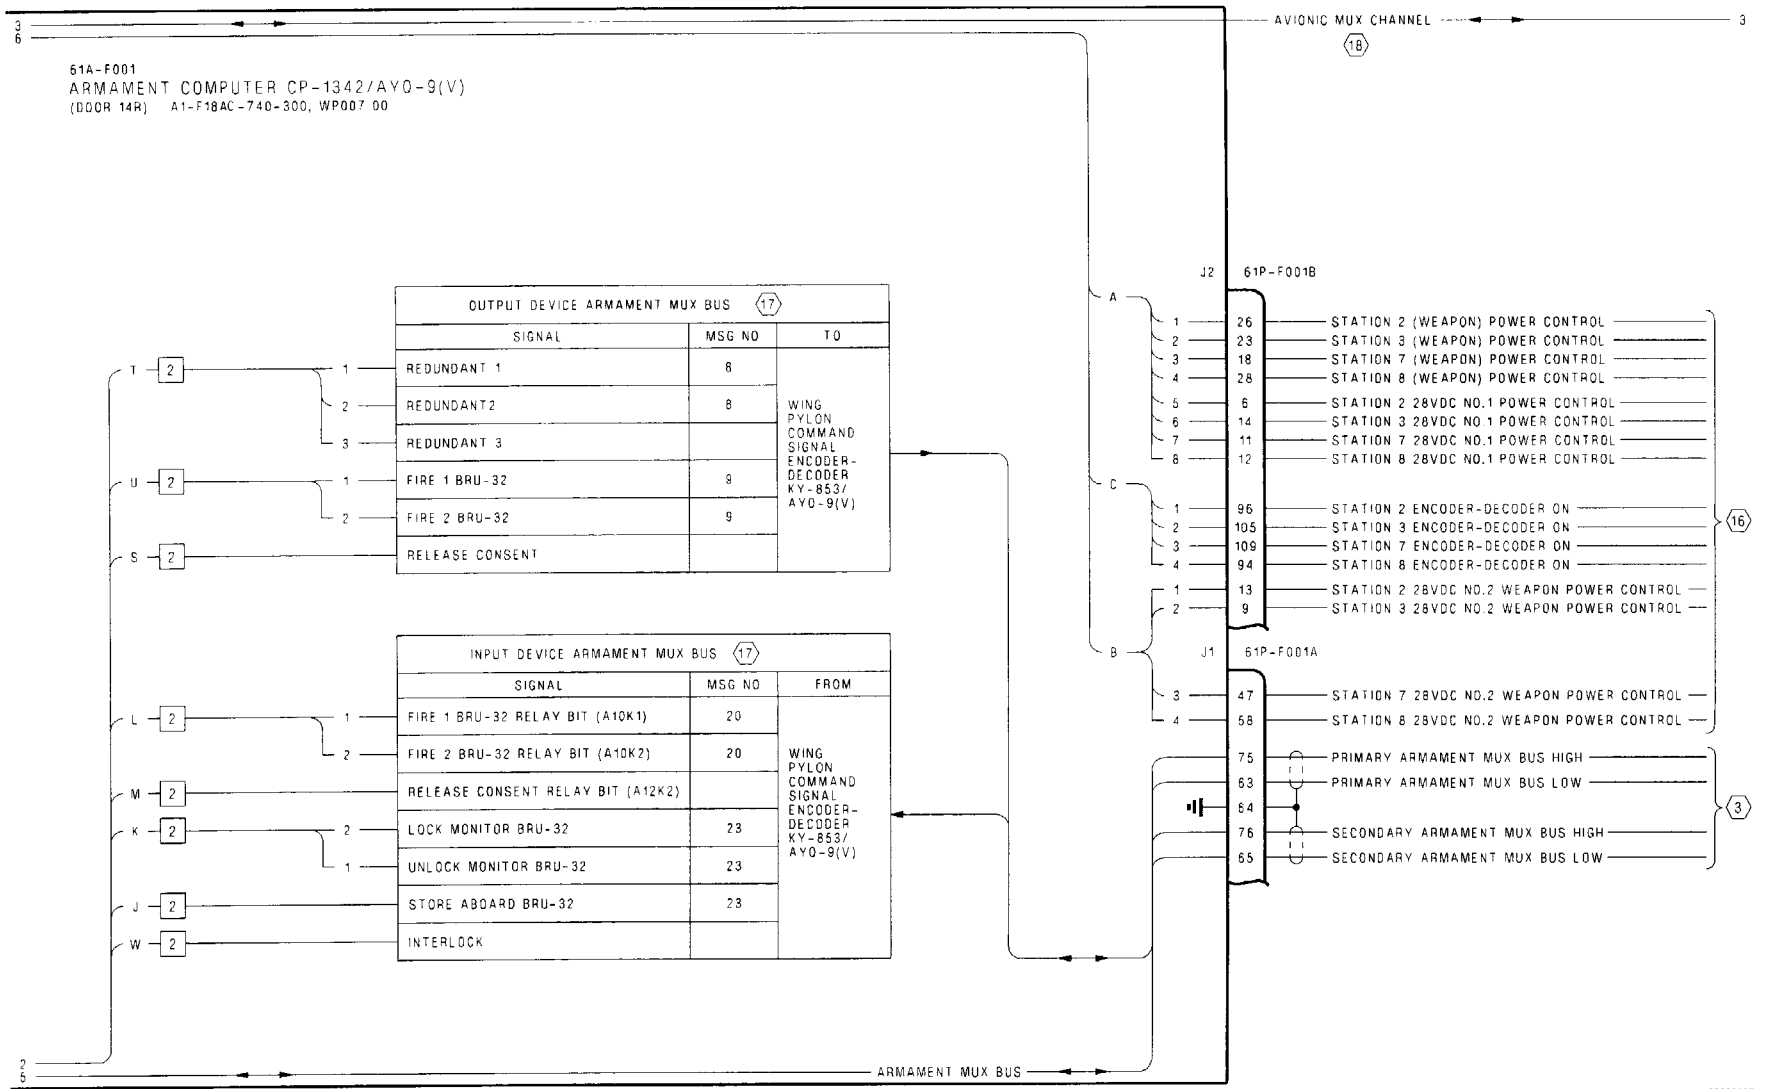 3
6
AVIONIC MUX CHANNEL
3
18
61A-F001
ARMAMENT COMPUTER CP-1342/AYQ-9(V)
(DOOR 14R) A1-F18AC-740-300, WP007 00
OUTPUT DEVICE ARMAMENT MUX BUS 17
SIGNAL MSG NO TO
T 2 1 REDUNDANT 1 8
2 REDUNDANT2 8
3 REDUNDANT 3
U 2 1 FIRE 1 BRU-32 9
2 FIRE 2 BRU-32 9
S 2 RELEASE CONSENT
WING
PYLON
COMMAND
SIGNAL
ENCODER-
DECODER
KY-853/
AYQ-9(V)
INPUT DEVICE ARMAMENT MUX BUS 17
SIGNAL MSG NO FROM
L 2 1 FIRE 1 BRU-32 RELAY BIT (A10K1) 20
2 FIRE 2 BRU-32 RELAY BIT (A10K2) 20
M 2 RELEASE CONSENT RELAY BIT (A12K2)
K 2 2 LOCK MONITOR BRU-32 23
1 UNLOCK MONITOR BRU-32 23
J 2 STORE ABOARD BRU-32 23
W 2 INTERLOCK
WING
PYLON
COMMAND
SIGNAL
ENCODER-
DECODER
KY-853/
AYQ-9(V)
J2 61P-F001B
A
1 26 STATION 2 (WEAPON) POWER CONTROL
2 23 STATION 3 (WEAPON) POWER CONTROL
3 18 STATION 7 (WEAPON) POWER CONTROL
4 28 STATION 8 (WEAPON) POWER CONTROL
5 6 STATION 2 28VDC NO.1 POWER CONTROL
6 14 STATION 3 28VDC NO.1 POWER CONTROL
7 11 STATION 7 28VDC NO.1 POWER CONTROL
8 12 STATION 8 28VDC NO.1 POWER CONTROL
C
1 96 STATION 2 ENCODER-DECODER ON
2 105 STATION 3 ENCODER-DECODER ON
3 109 STATION 7 ENCODER-DECODER ON
4 94 STATION 8 ENCODER-DECODER ON
16
1 13 STATION 2 28VDC NO.2 WEAPON POWER CONTROL
2 9 STATION 3 28VDC NO.2 WEAPON POWER CONTROL
B
J1 61P-F001A
3 47 STATION 7 28VDC NO.2 WEAPON POWER CONTROL
4 58 STATION 8 28VDC NO.2 WEAPON POWER CONTROL
75 PRIMARY ARMAMENT MUX BUS HIGH
63 PRIMARY ARMAMENT MUX BUS LOW
64
3
76 SECONDARY ARMAMENT MUX BUS HIGH
65 SECONDARY ARMAMENT MUX BUS LOW
2
5
ARMAMENT MUX BUS